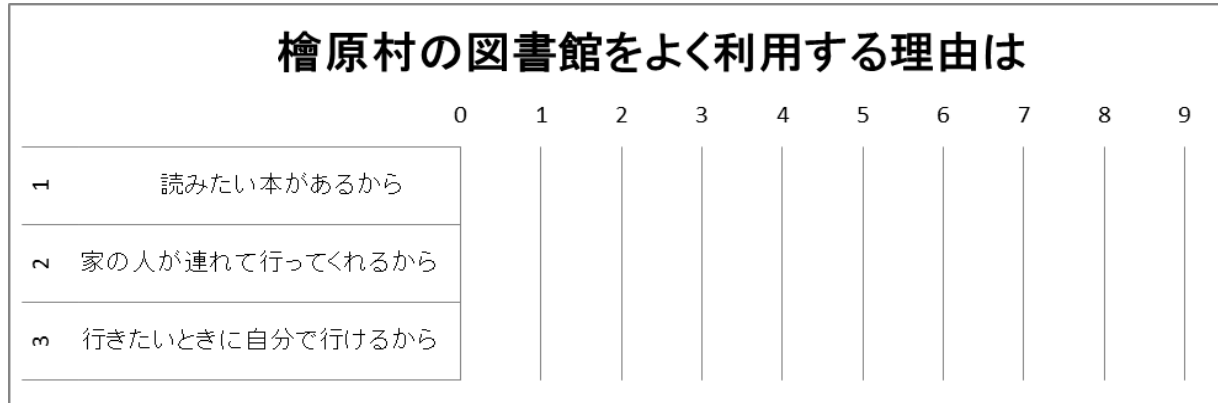 檜原村の図書館をよく利用する理由は
0 1 2 3 4 5 6 7 8 9
1 読みたい本があるから
2 家の人が連れて行ってくれるから
3 行きたいときに自分で行けるから